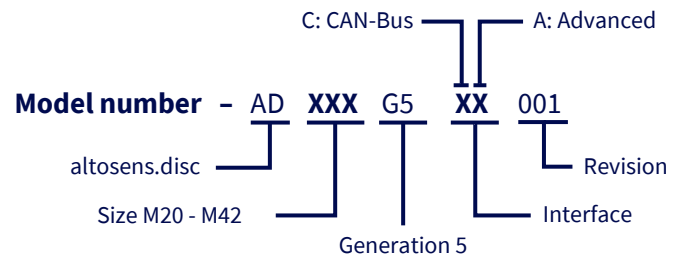 C: CAN-Bus A: Advanced
Model number – AD XXX G5 XX 001
altosens.disc Revision
Size M20 - M42 Interface
Generation 5